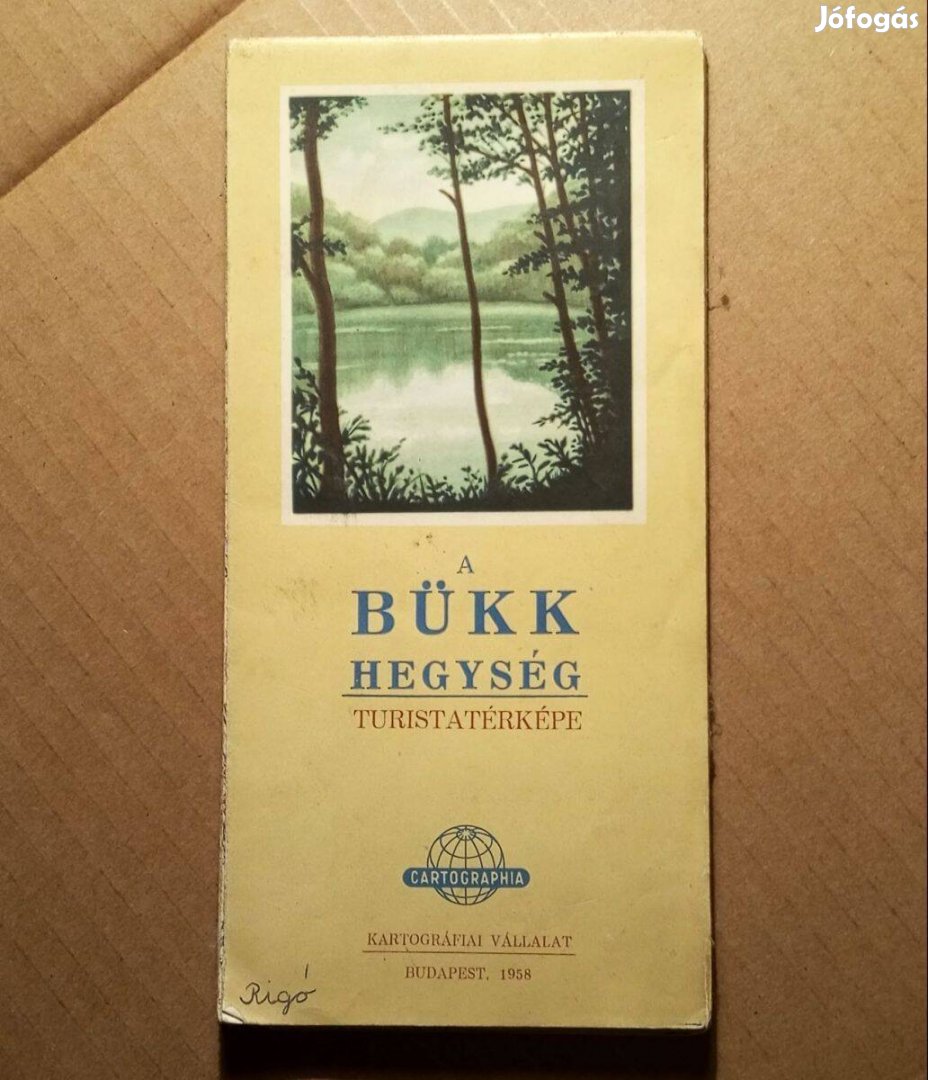 Jófogás
A
BÜKK
HEGYSÉG
TURISTATÉRKÉPE
CARTOGRAPHIA
KARTOGRÁFIAI VÁLLALAT
BUDAPEST, 1958
Rigó